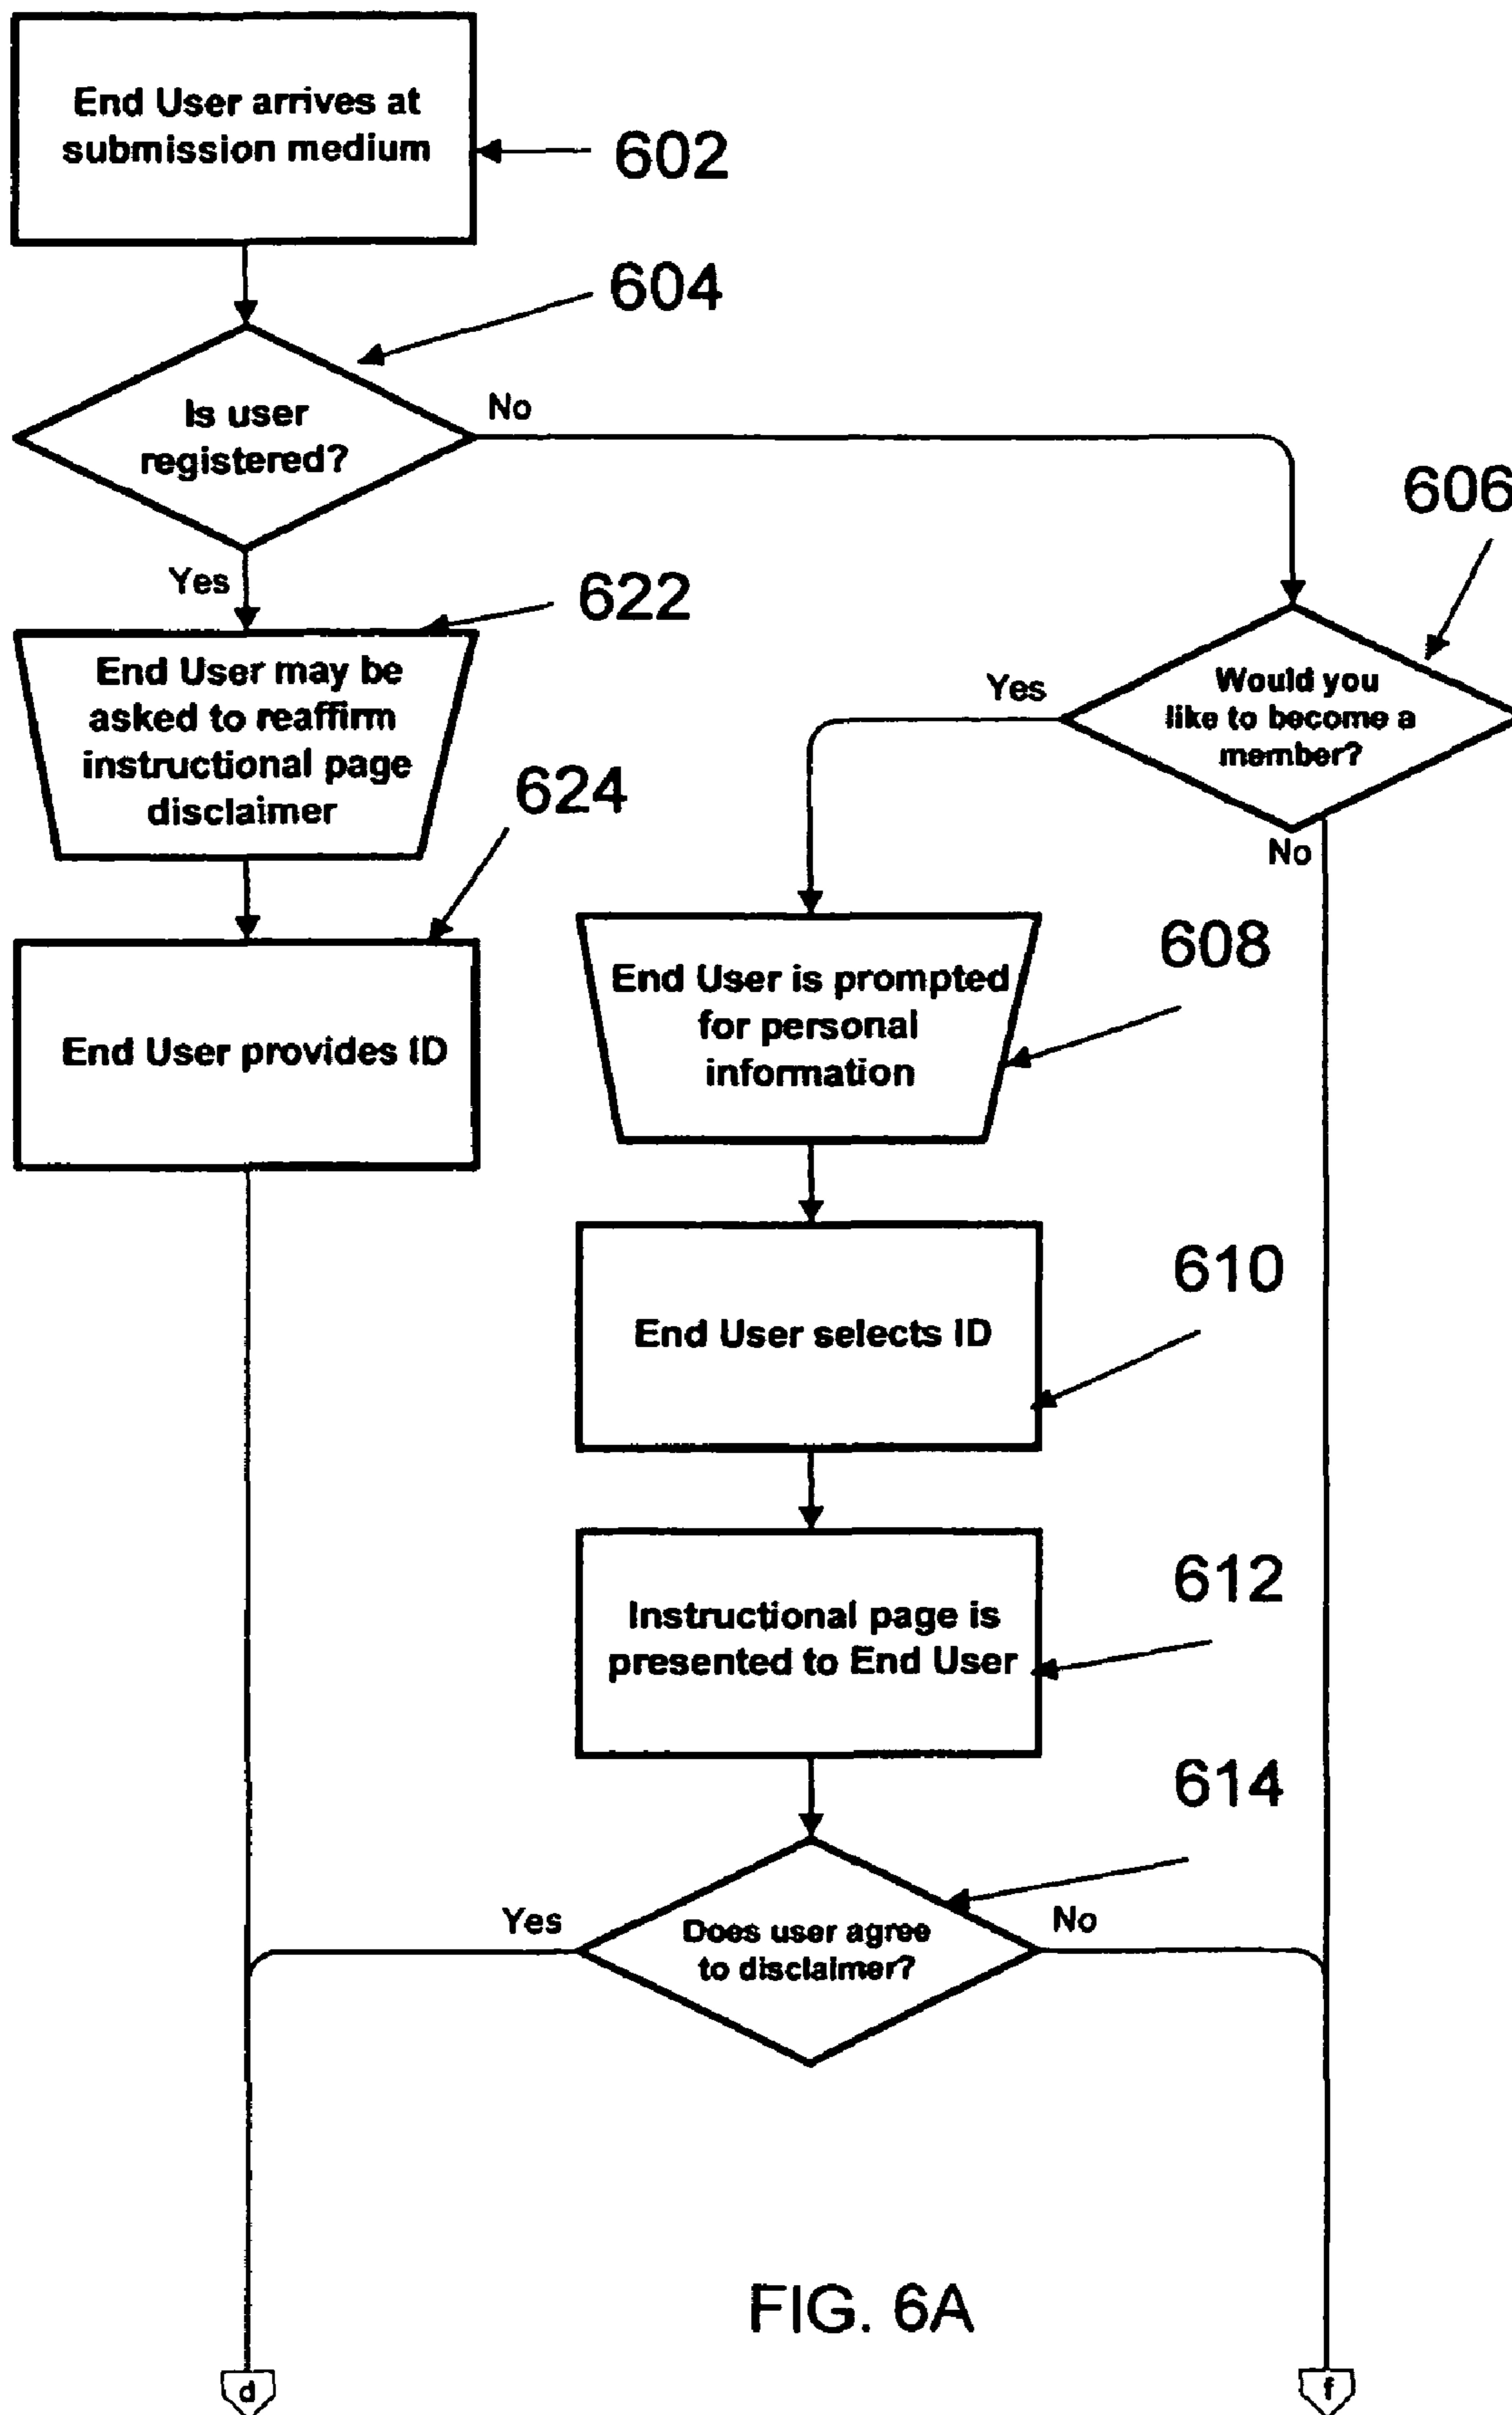 End User arrives at
submission medium
602
604
Is user
registered?
No
606
Yes
622
End User may be
asked to reaffirm
instructional page
disclaimer
Would you
like to become a
member?
Yes
No
624
End User provides ID
608
End User is prompted
for personal
information
610
End User selects ID
612
Instructional page is
presented to End User
614
Yes
Does user agree
to disclaimer?
No
FIG. 6A
d
f